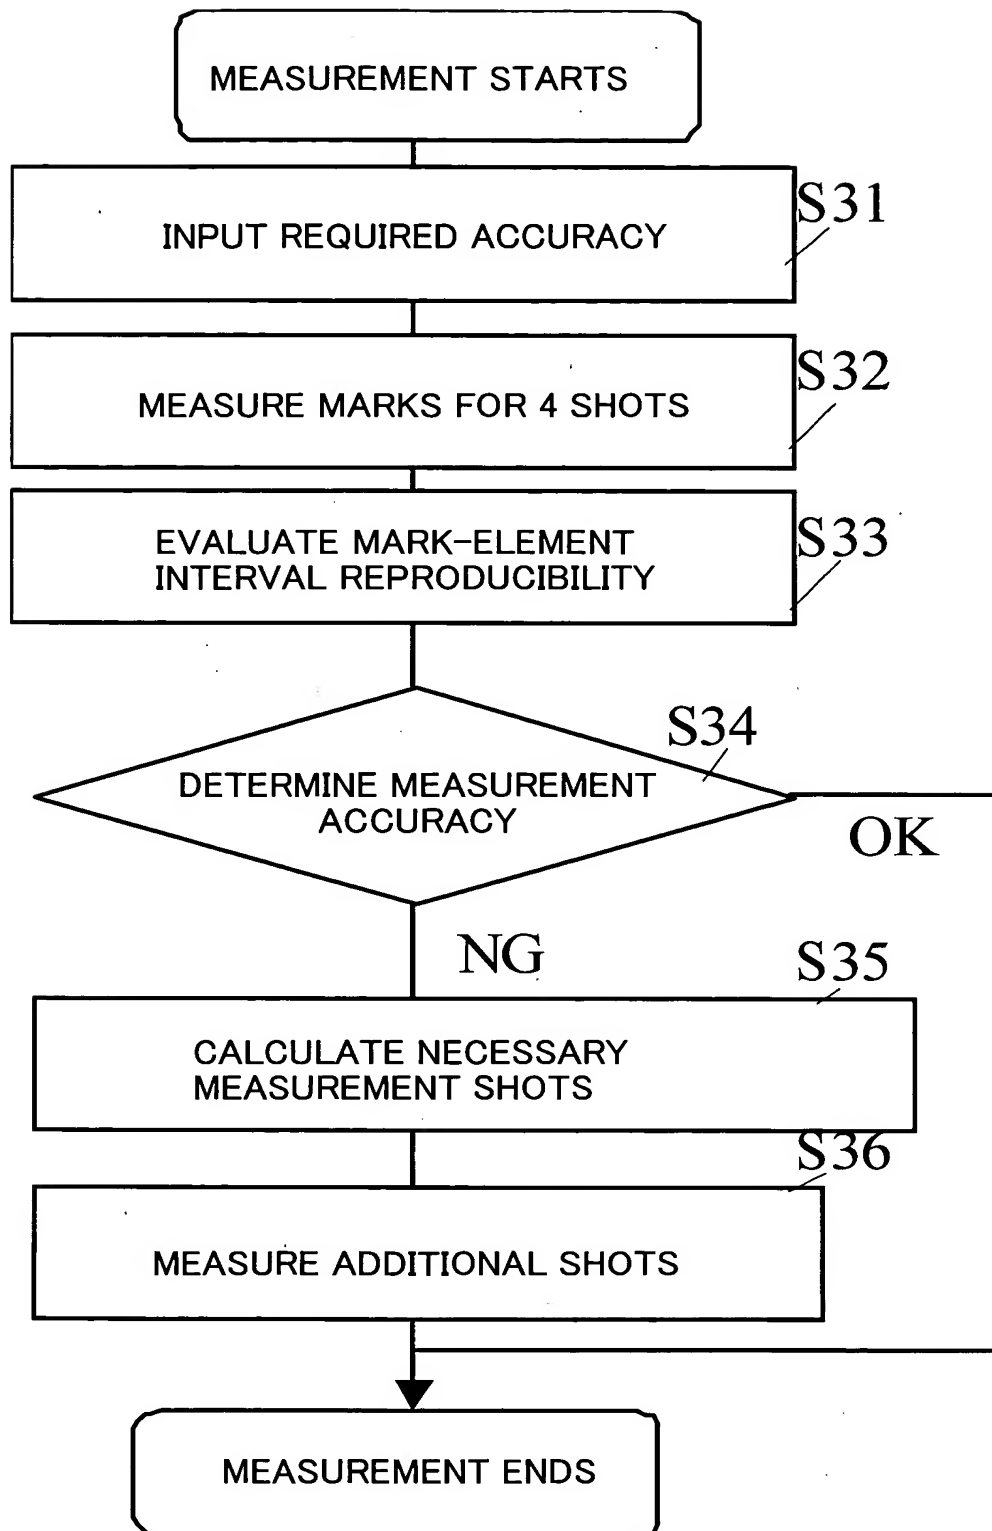 MEASUREMENT STARTS
S31
INPUT REQUIRED ACCURACY
S32
MEASURE MARKS FOR 4 SHOTS
S33
EVALUATE MARK-ELEMENT
INTERVAL REPRODUCIBILITY
S34
DETERMINE MEASUREMENT
ACCURACY
OK
NG
S35
CALCULATE NECESSARY
MEASUREMENT SHOTS
S36
MEASURE ADDITIONAL SHOTS
MEASUREMENT ENDS